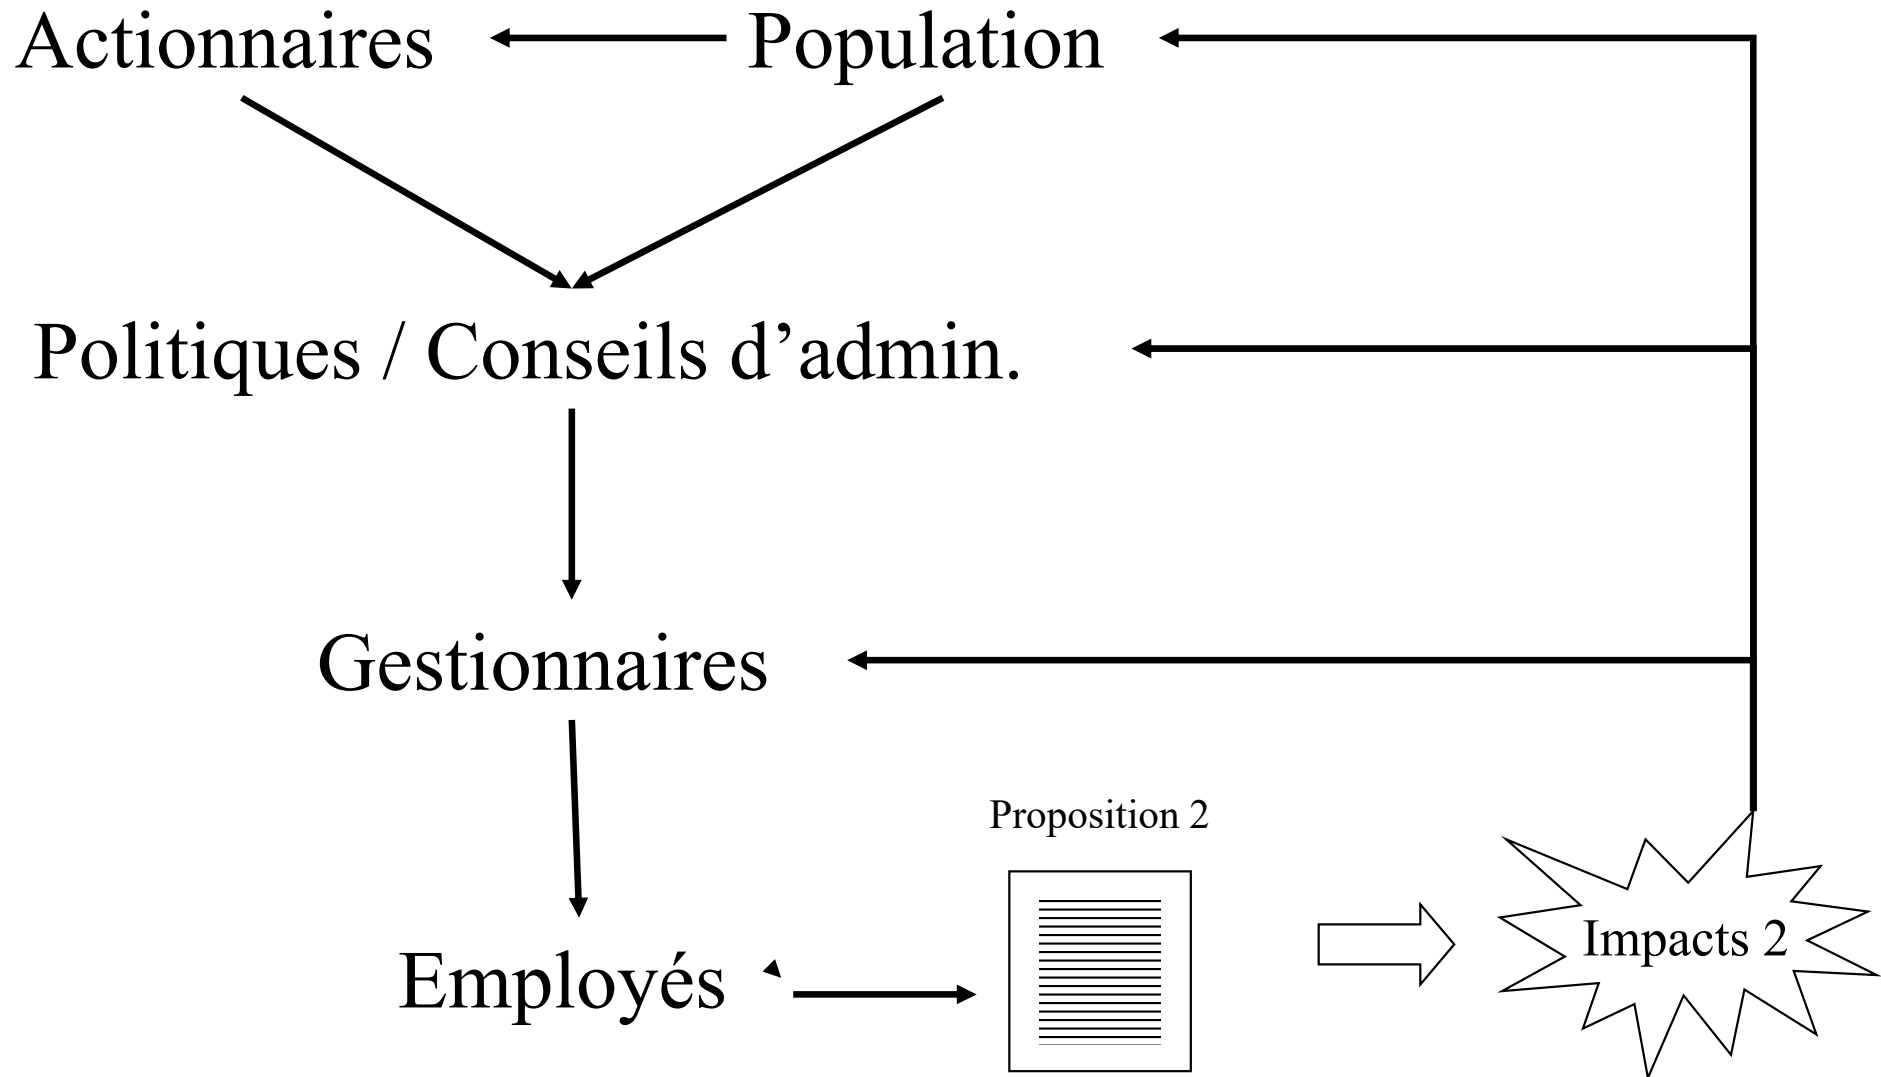 Actionnaires
Population
Politiques / Conseils d’admin.
Gestionnaires
Proposition 2
Impacts 2
Employés